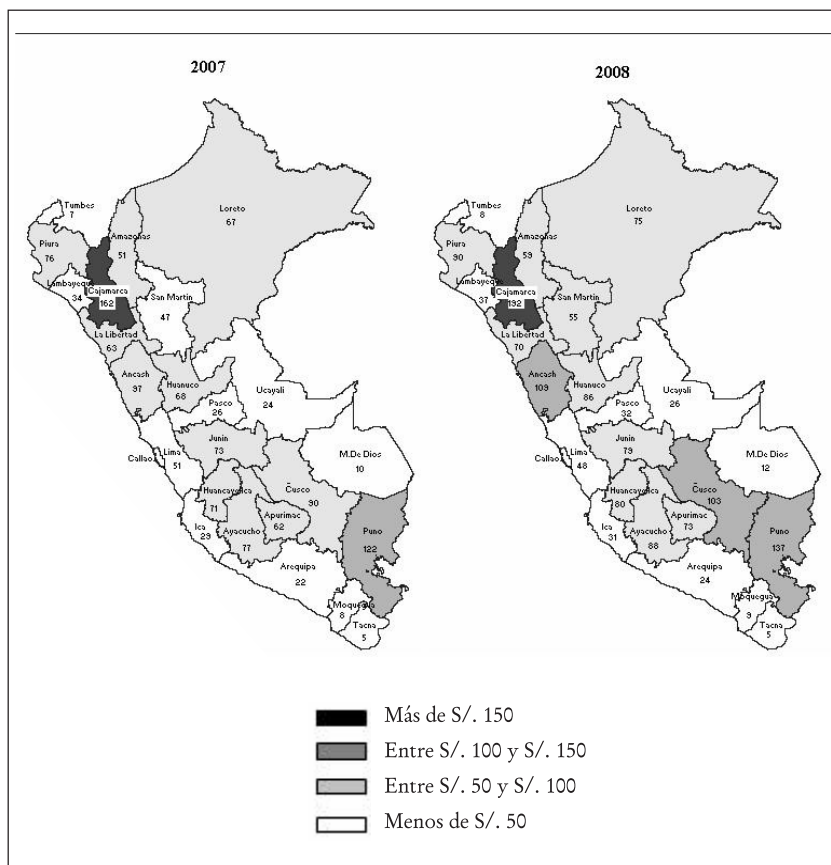 2007
Tumbes
7
Piura
76
Amazonas
51
Loreto
67
Lambayeque
34
Cajamarca
162
San Martin
47
La Libertad
63
Ancash
97
Huanuco
68
Ucayali
24
Pasco
26
Junin
73
Callao
Lima
51
M.De Dios
10
Cusco
90
Huancavelica
71
Apurimac
62
Ica
29
Ayacucho
77
Puno
122
Arequipa
22
Moquegua
8
Tacna
5
2008
Tumbes
8
Piura
90
Amazonas
59
Loreto
75
Lambayeque
37
Cajamarca
192
San Martin
55
La Libertad
70
Ancash
109
Huanuco
86
Ucayali
26
Pasco
32
Junin
79
Callao
Lima
48
M.De Dios
12
Cusco
103
Huancavelica
80
Apurimac
73
Ica
31
Ayacucho
88
Puno
137
Arequipa
24
Moquegua
9
Tacna
5
Más de S/. 150
Entre S/. 100 y S/. 150
Entre S/. 50 y S/. 100
Menos de S/. 50